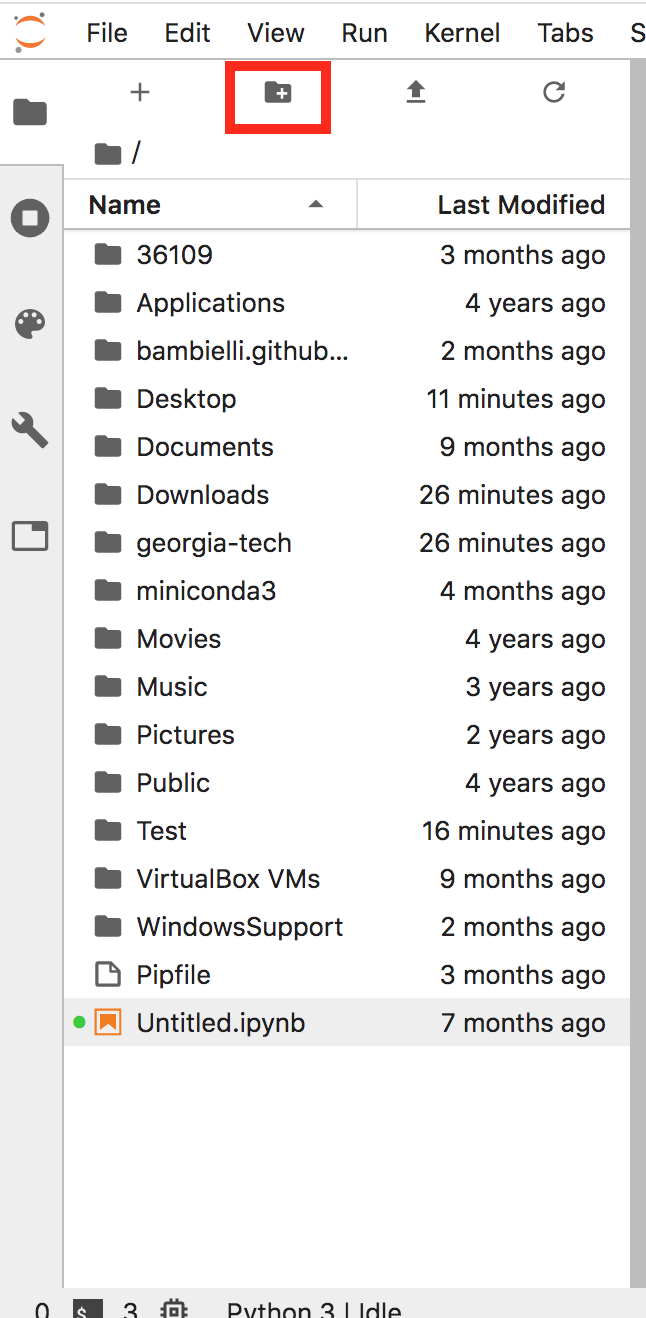 File Edit View Run Kernel Tabs S
/
Name Last Modified
36109 3 months ago
Applications 4 years ago
bambielli.github... 2 months ago
Desktop 11 minutes ago
Documents 9 months ago
Downloads 26 minutes ago
georgia-tech 26 minutes ago
miniconda3 4 months ago
Movies 4 years ago
Music 3 years ago
Pictures 2 years ago
Public 4 years ago
Test 16 minutes ago
VirtualBox VMs 9 months ago
WindowsSupport 2 months ago
Pipfile 3 months ago
Untitled.ipynb 7 months ago
0 $_ 3 Python 3 | Idle